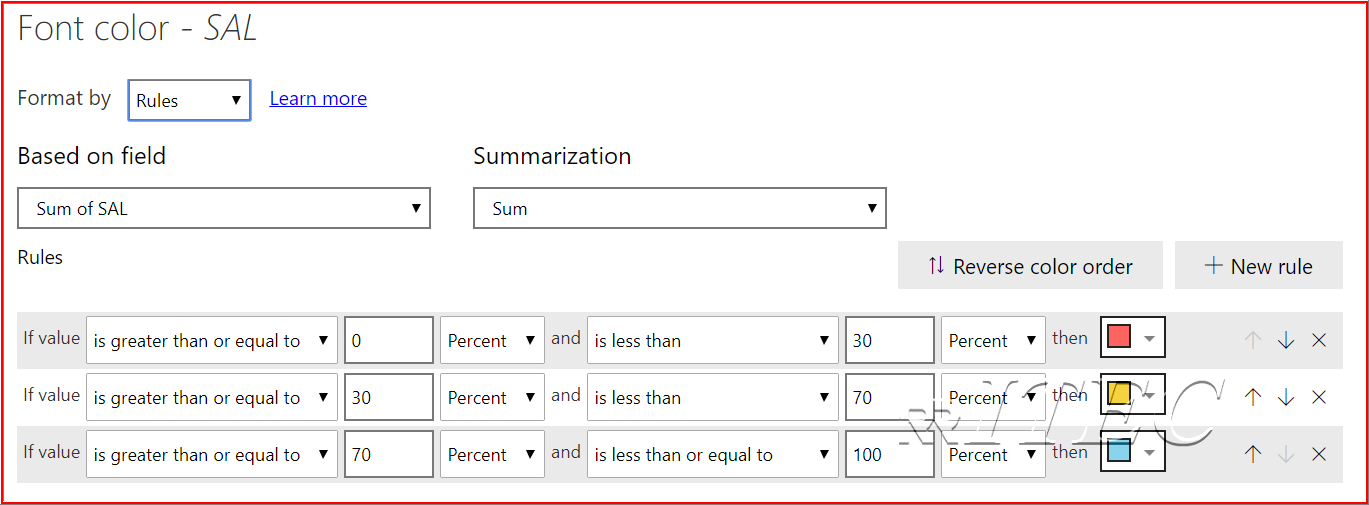 Font color - SAL
Format by Rules Learn more
Based on field Summarization
Sum of SAL Sum
Rules Reverse color order New rule
If value is greater than or equal to 0 Percent and is less than 30 Percent then
If value is greater than or equal to 30 Percent and is less than 70 Percent then
If value is greater than or equal to 70 Percent and is less than or equal to 100 Percent then
RRITEC